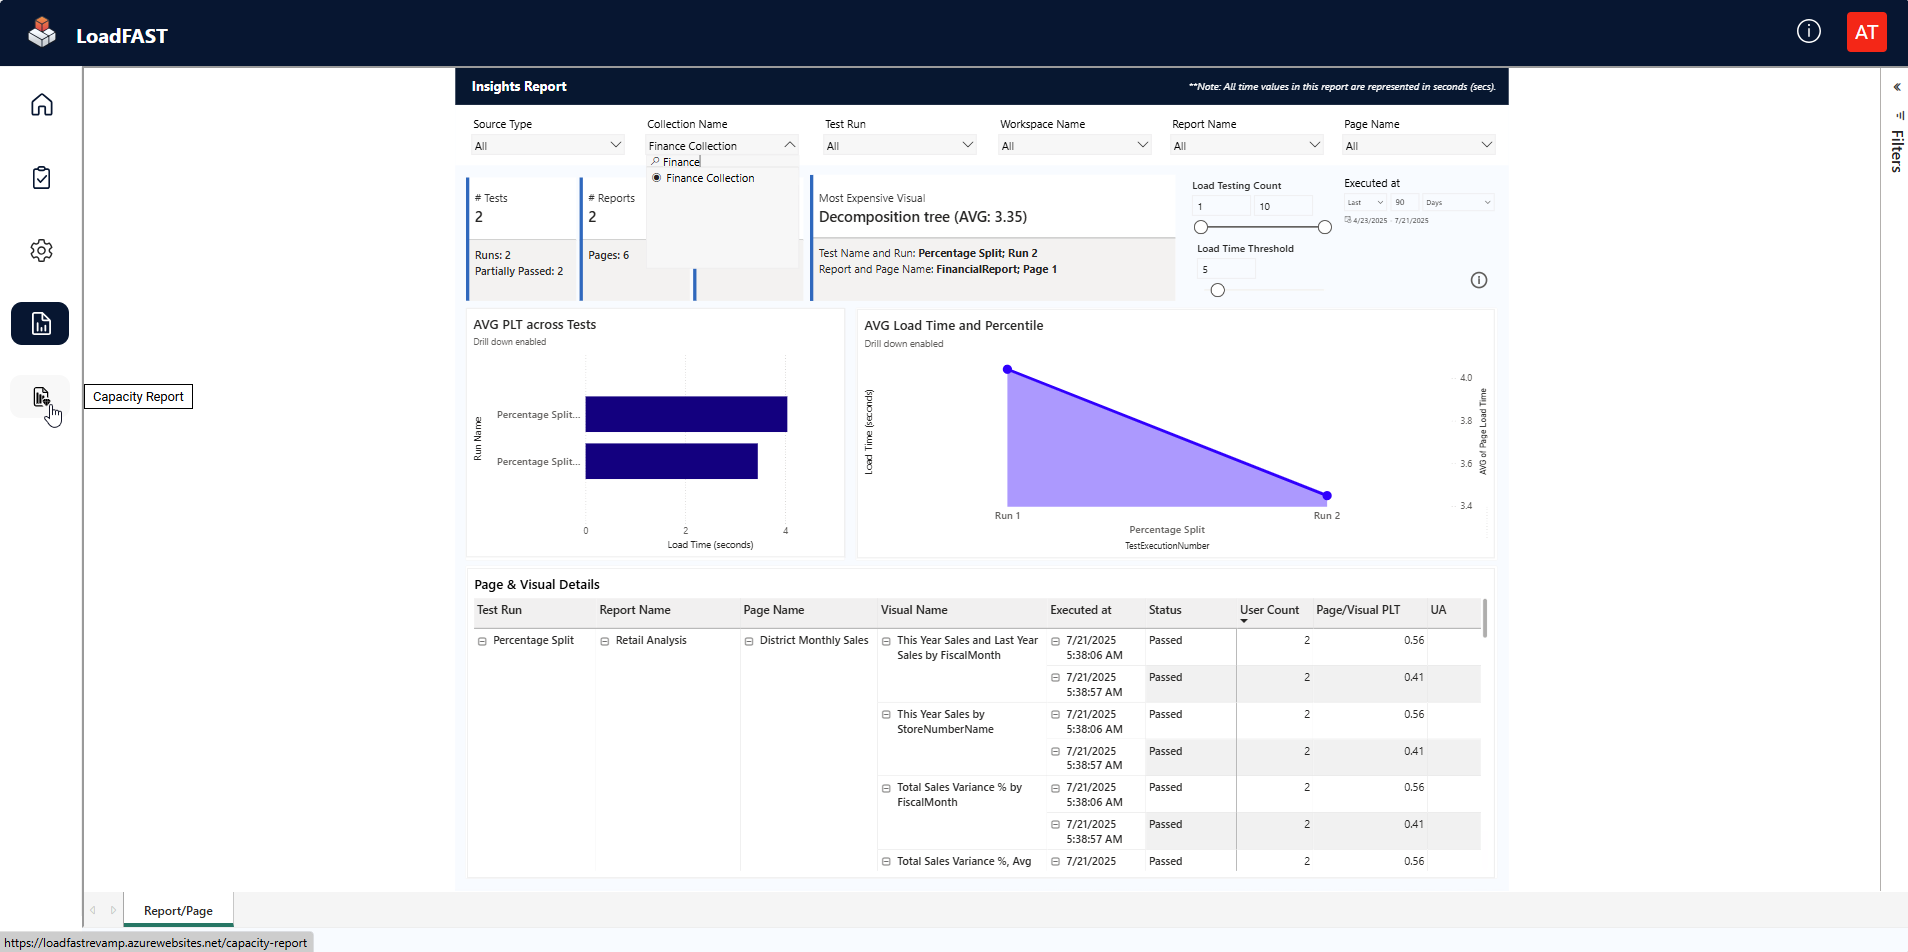 LoadFAST
AT
Insights Report
**Note: All time values in this report are represented in seconds (secs).
Source Type
Collection Name
Test Run
Workspace Name
Report Name
Page Name
All
Finance Collection
All
All
All
All
Finance
Finance Collection
# Tests
2
Runs: 2
Partially Passed: 2
# Reports
2
Pages: 6
Most Expensive Visual
Decomposition tree (AVG: 3.35)
Test Name and Run: Percentage Split; Run 2
Report and Page Name: FinancialReport; Page 1
Load Testing Count
1
10
Load Time Threshold
5
Executed at
Last
90
Days
4/23/2025 - 7/21/2025
Filters
Capacity Report
AVG PLT across Tests
Drill down enabled
Run Name
Percentage Split...
Percentage Split...
0 2 4
Load Time (seconds)
AVG Load Time and Percentile
Drill down enabled
Load Time (seconds)
4.0
3.8
3.6
3.4
AVG of Page Load Time
Run 1
Run 2
Percentage Split
TestExecutionNumber
Page & Visual Details
Test Run Report Name Page Name Visual Name Executed at Status User Count Page/Visual PLT UA
Percentage Split Retail Analysis District Monthly Sales This Year Sales and Last Year 7/21/2025 Passed 2 0.56
Sales by FiscalMonth 5:38:06 AM
7/21/2025 Passed 2 0.41
5:38:57 AM
This Year Sales by 7/21/2025 Passed 2 0.56
StoreNumberName 5:38:06 AM
7/21/2025 Passed 2 0.41
5:38:57 AM
Total Sales Variance % by 7/21/2025 Passed 2 0.56
FiscalMonth 5:38:06 AM
7/21/2025 Passed 2 0.41
5:38:57 AM
Total Sales Variance %, Avg 7/21/2025 Passed 2 0.56
Report/Page
https://loadfastrevamp.azurewebsites.net/capacity-report